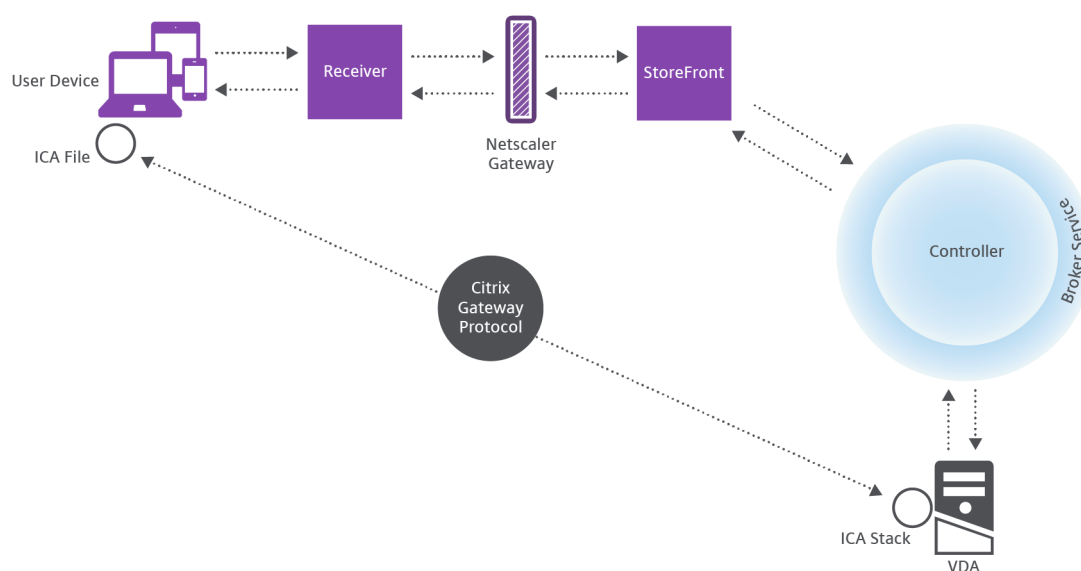 User Device
Receiver
StoreFront
Netscaler
Gateway
ICA File
Controller
Broker Service
Citrix
Gateway
Protocol
ICA Stack
VDA